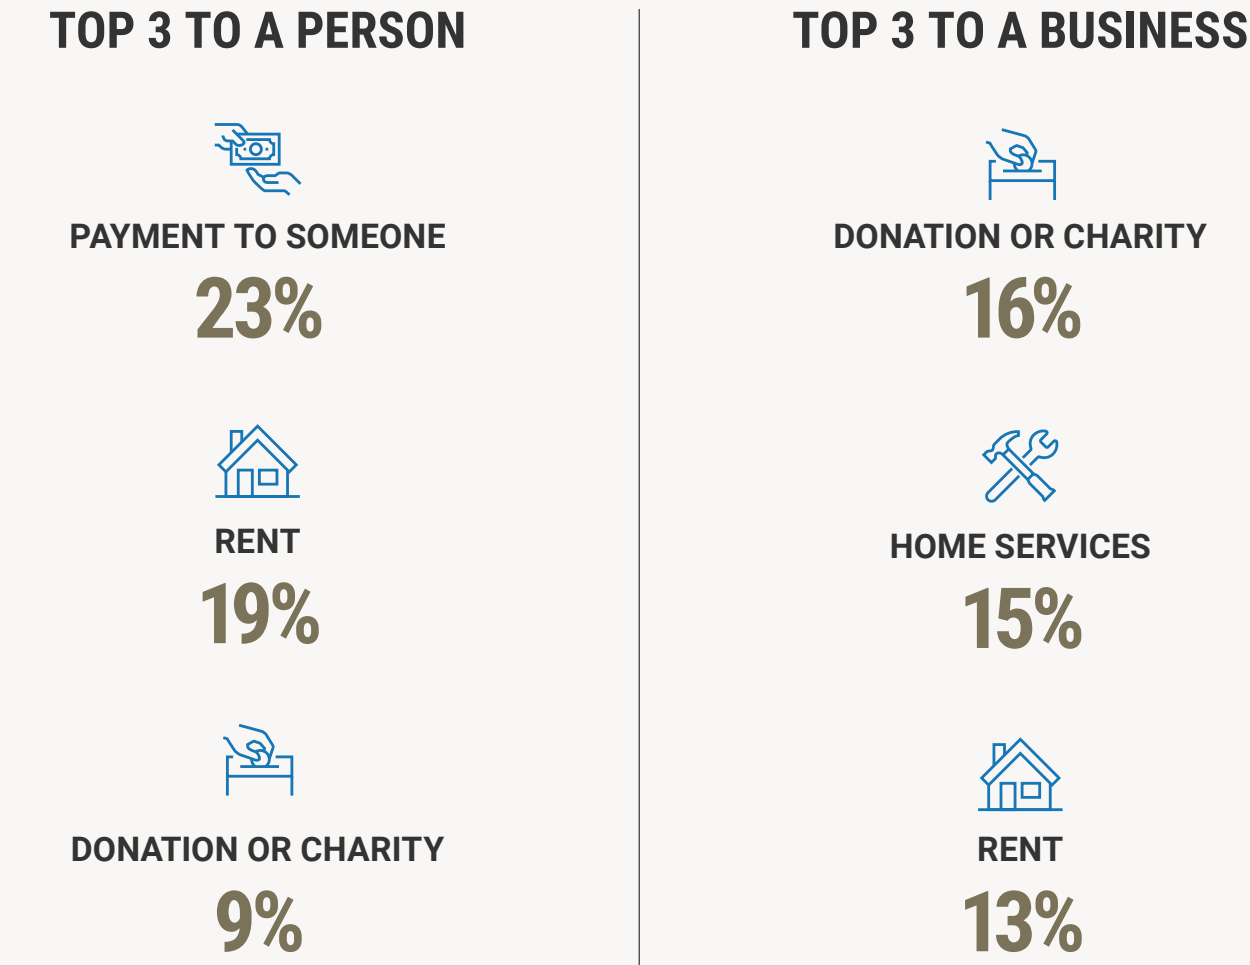 TOP 3 TO A PERSON
PAYMENT TO SOMEONE
23%
RENT
19%
DONATION OR CHARITY
9%
TOP 3 TO A BUSINESS
DONATION OR CHARITY
16%
HOME SERVICES
15%
RENT
13%